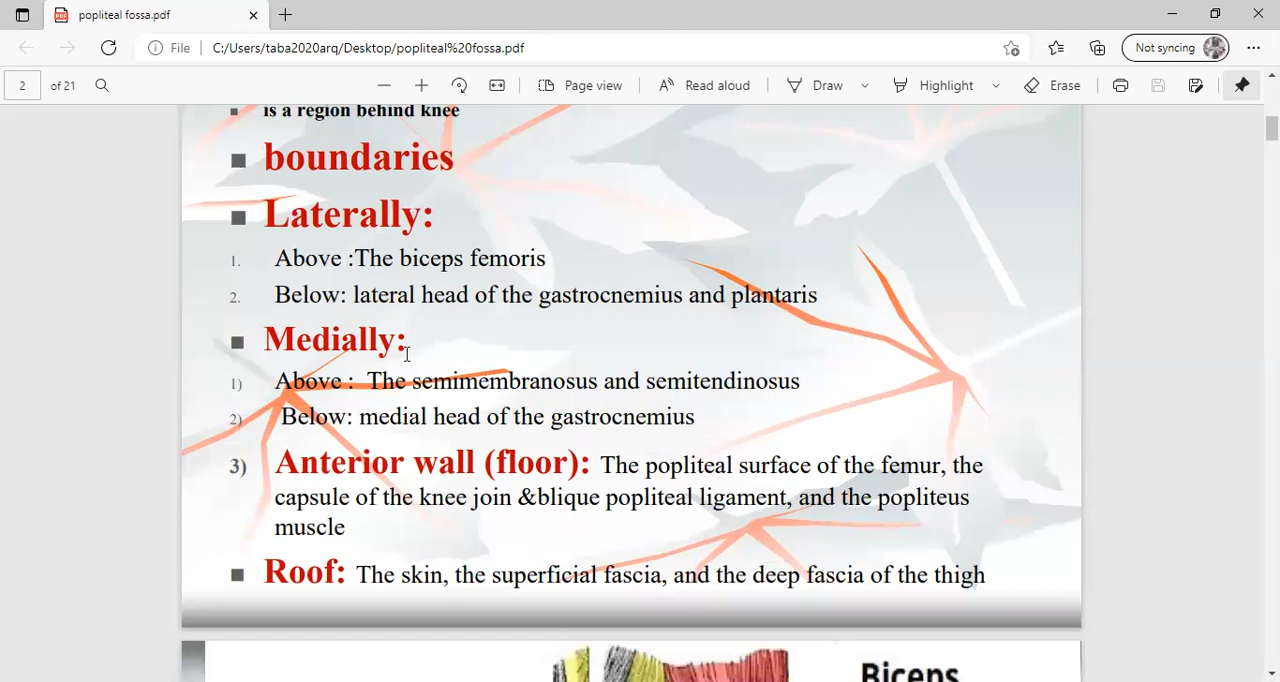 popliteal fossa.pdf
File C:/Users/taba2020arq/Desktop/popliteal%20fossa.pdf Not syncing
2 of 21 Page view Read aloud Draw Highlight Erase
is a region behind knee
boundaries
Laterally:
1. Above :The biceps femoris
2. Below: lateral head of the gastrocnemius and plantaris
Medially:
1) Above : The semimembranosus and semitendinosus
2) Below: medial head of the gastrocnemius
3) Anterior wall (floor): The popliteal surface of the femur, the
capsule of the knee join &blique popliteal ligament, and the popliteus
muscle
Roof: The skin, the superficial fascia, and the deep fascia of the thigh
Biceps